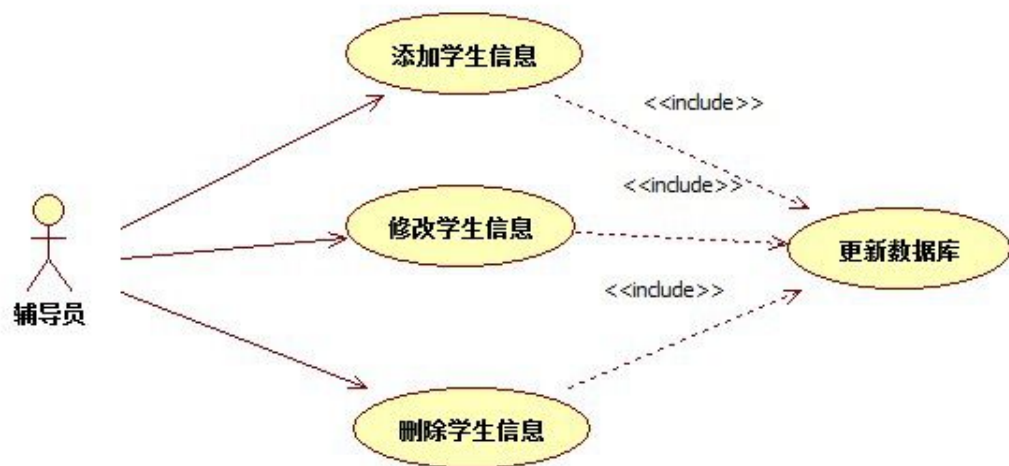 添加学生信息
<<include>>
<<include>>
修改学生信息
更新数据库
<<include>>
辅导员
删除学生信息